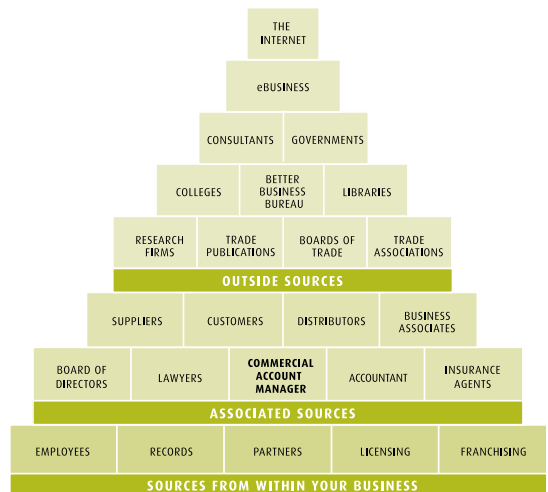 THE
INTERNET
eBUSINESS
CONSULTANTS
GOVERNMENTS
COLLEGES
BETTER
BUSINESS
BUREAU
LIBRARIES
RESEARCH
FIRMS
TRADE
PUBLICATIONS
BOARDS OF
TRADE
TRADE
ASSOCIATIONS
OUTSIDE SOURCES
SUPPLIERS
CUSTOMERS
DISTRIBUTORS
BUSINESS
ASSOCIATES
BOARD OF
DIRECTORS
LAWYERS
COMMERCIAL
ACCOUNT
MANAGER
ACCOUNTANT
INSURANCE
AGENTS
ASSOCIATED SOURCES
EMPLOYEES
RECORDS
PARTNERS
LICENSING
FRANCHISING
SOURCES FROM WITHIN YOUR BUSINESS